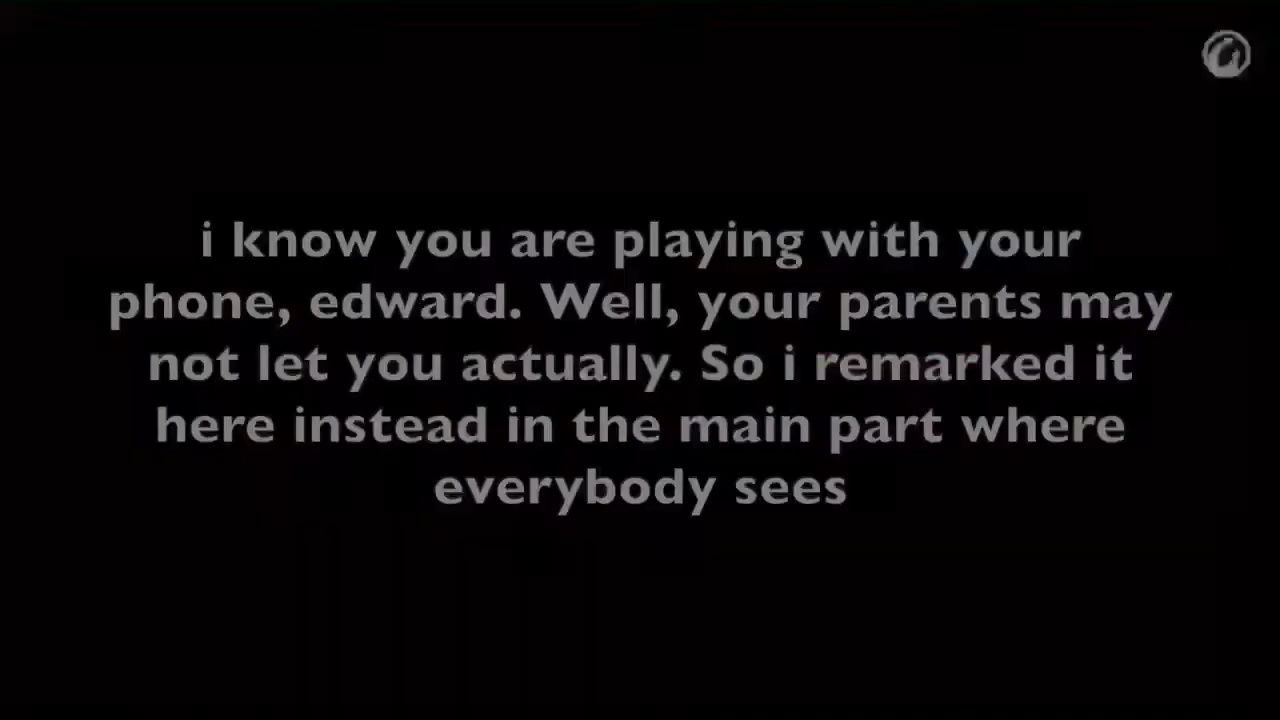 i know you are playing with your
phone, edward. Well, your parents may
not let you actually. So i remarked it
here instead in the main part where
everybody sees